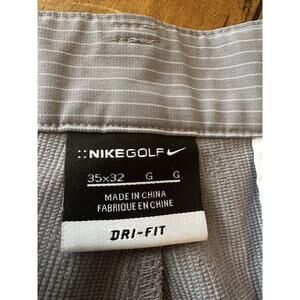 ::NIKEGOLF
35x32 G G
MADE IN CHINA
FABRIQUE EN CHINE
DRI-FIT